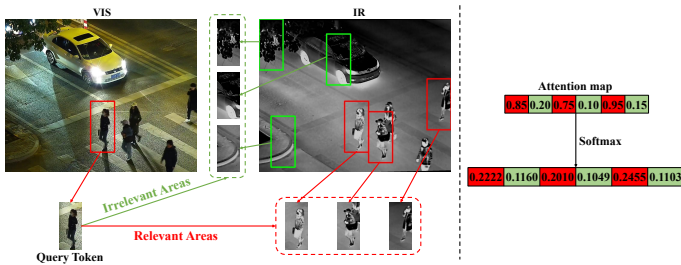 VIS
IR
Attention map
0.85 0.20 0.75 0.10 0.95 0.15
Softmax
0.2222 0.1160 0.2010 0.1049 0.2455 0.1103
Irrelevant Areas
Relevant Areas
Query Token